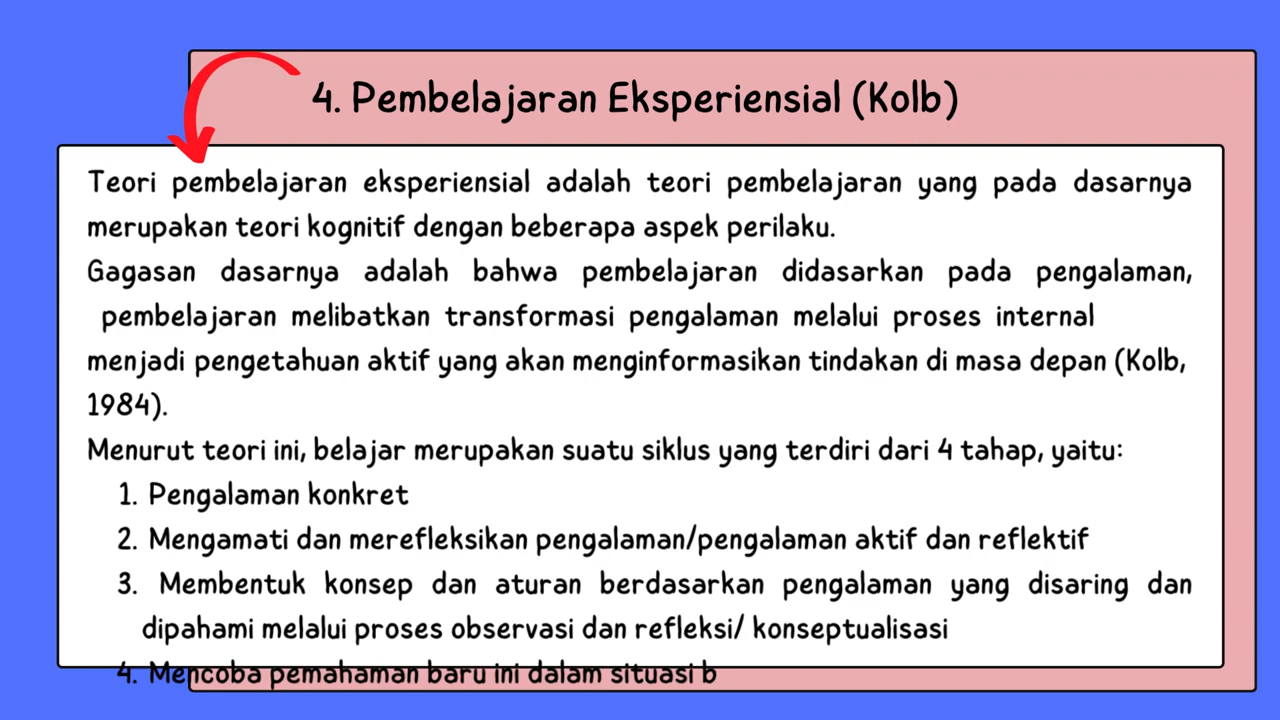 4. Pembelajaran Eksperiensial (Kolb)
Teori pembelajaran eksperiensial adalah teori pembelajaran yang pada dasarnya
merupakan teori kognitif dengan beberapa aspek perilaku.
Gagasan dasarnya adalah bahwa pembelajaran didasarkan pada pengalaman,
pembelajaran melibatkan transformasi pengalaman melalui proses internal
menjadi pengetahuan aktif yang akan menginformasikan tindakan di masa depan (Kolb,
1984).
Menurut teori ini, belajar merupakan suatu siklus yang terdiri dari 4 tahap, yaitu:
1. Pengalaman konkret
2. Mengamati dan merefleksikan pengalaman/pengalaman aktif dan reflektif
3. Membentuk konsep dan aturan berdasarkan pengalaman yang disaring dan
dipahami melalui proses observasi dan refleksi/ konseptualisasi
4. Mencoba pemahaman baru ini dalam situasi b